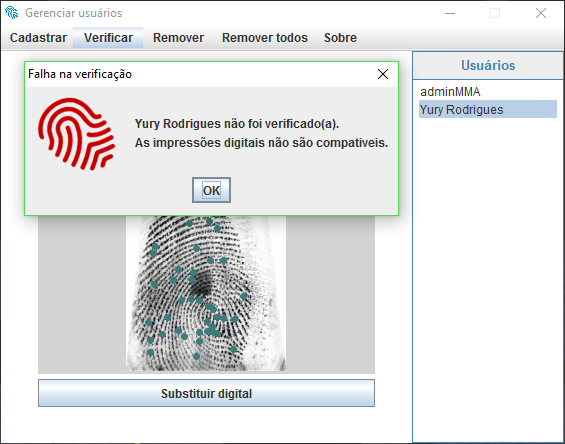 Gerenciar usuários
Cadastrar Verificar Remover Remover todos Sobre
Falha na verificação
Yury Rodrigues não foi verificado(a).
As impressões digitais não são compatíveis.
OK
Usuários
adminMMA
Yury Rodrigues
Substituir digital